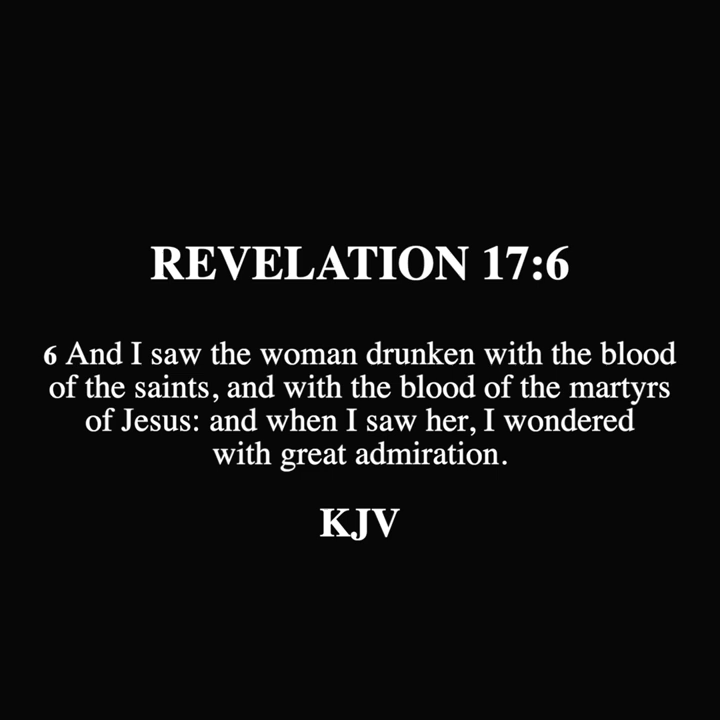 REVELATION 17:6
6 And I saw the woman drunken with the blood
of the saints, and with the blood of the martyrs
of Jesus: and when I saw her, I wondered
with great admiration.
KJV